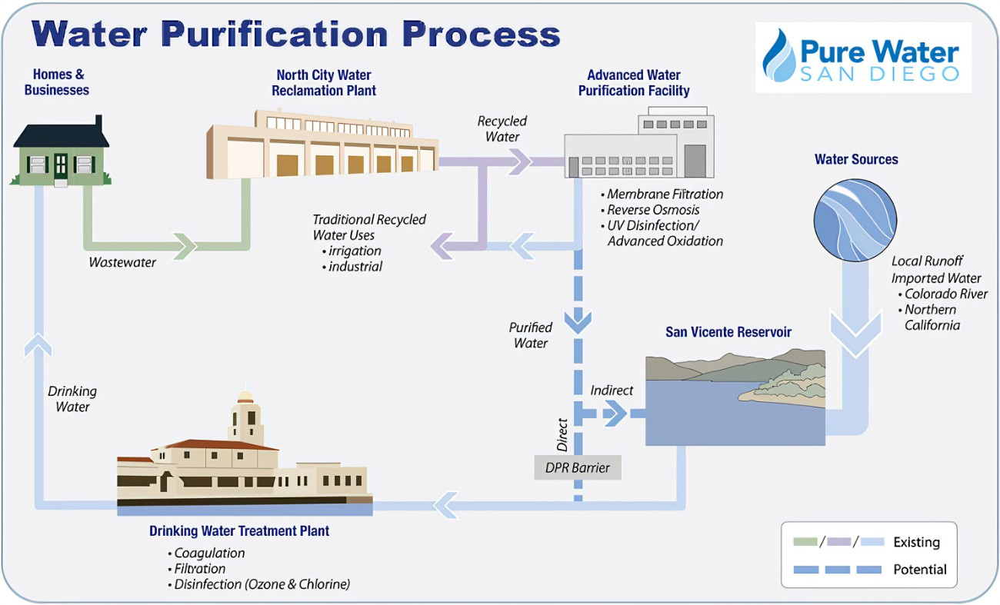 Water Purification Process
Pure Water
SAN DIEGO
Homes &
Businesses
North City Water
Reclamation Plant
Advanced Water
Purification Facility
Recycled
Water
Water Sources
• Membrane Filtration
• Reverse Osmosis
• UV Disinfection/
Advanced Oxidation
Traditional Recycled
Water Uses
• irrigation
• industrial
Wastewater
Local Runoff
Imported Water
• Colorado River
• Northern
California
Purified
Water
San Vicente Reservoir
Drinking
Water
Indirect
Direct
DPR Barrier
Drinking Water Treatment Plant
• Coagulation
• Filtration
• Disinfection (Ozone & Chlorine)
/ / Existing
Potential